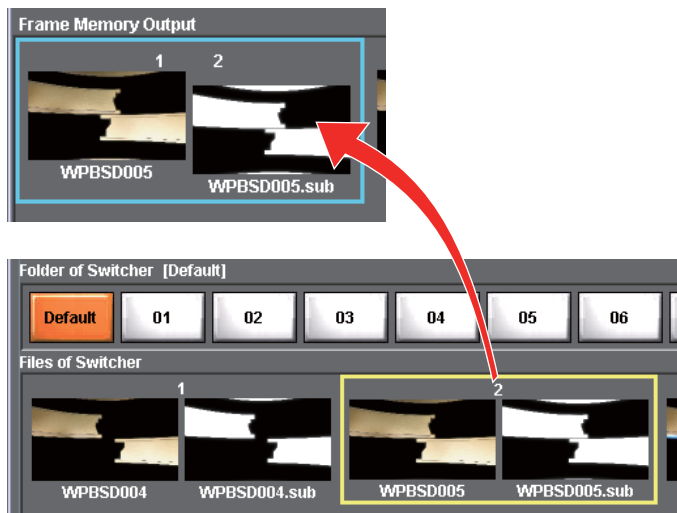 Frame Memory Output
1 2
WPBSD005 WPBSD005.sub
Folder of Switcher [Default]
Default 01 02 03 04 05 06
Files of Switcher
1 2
WPBSD004 WPBSD004.sub WPBSD005 WPBSD005.sub